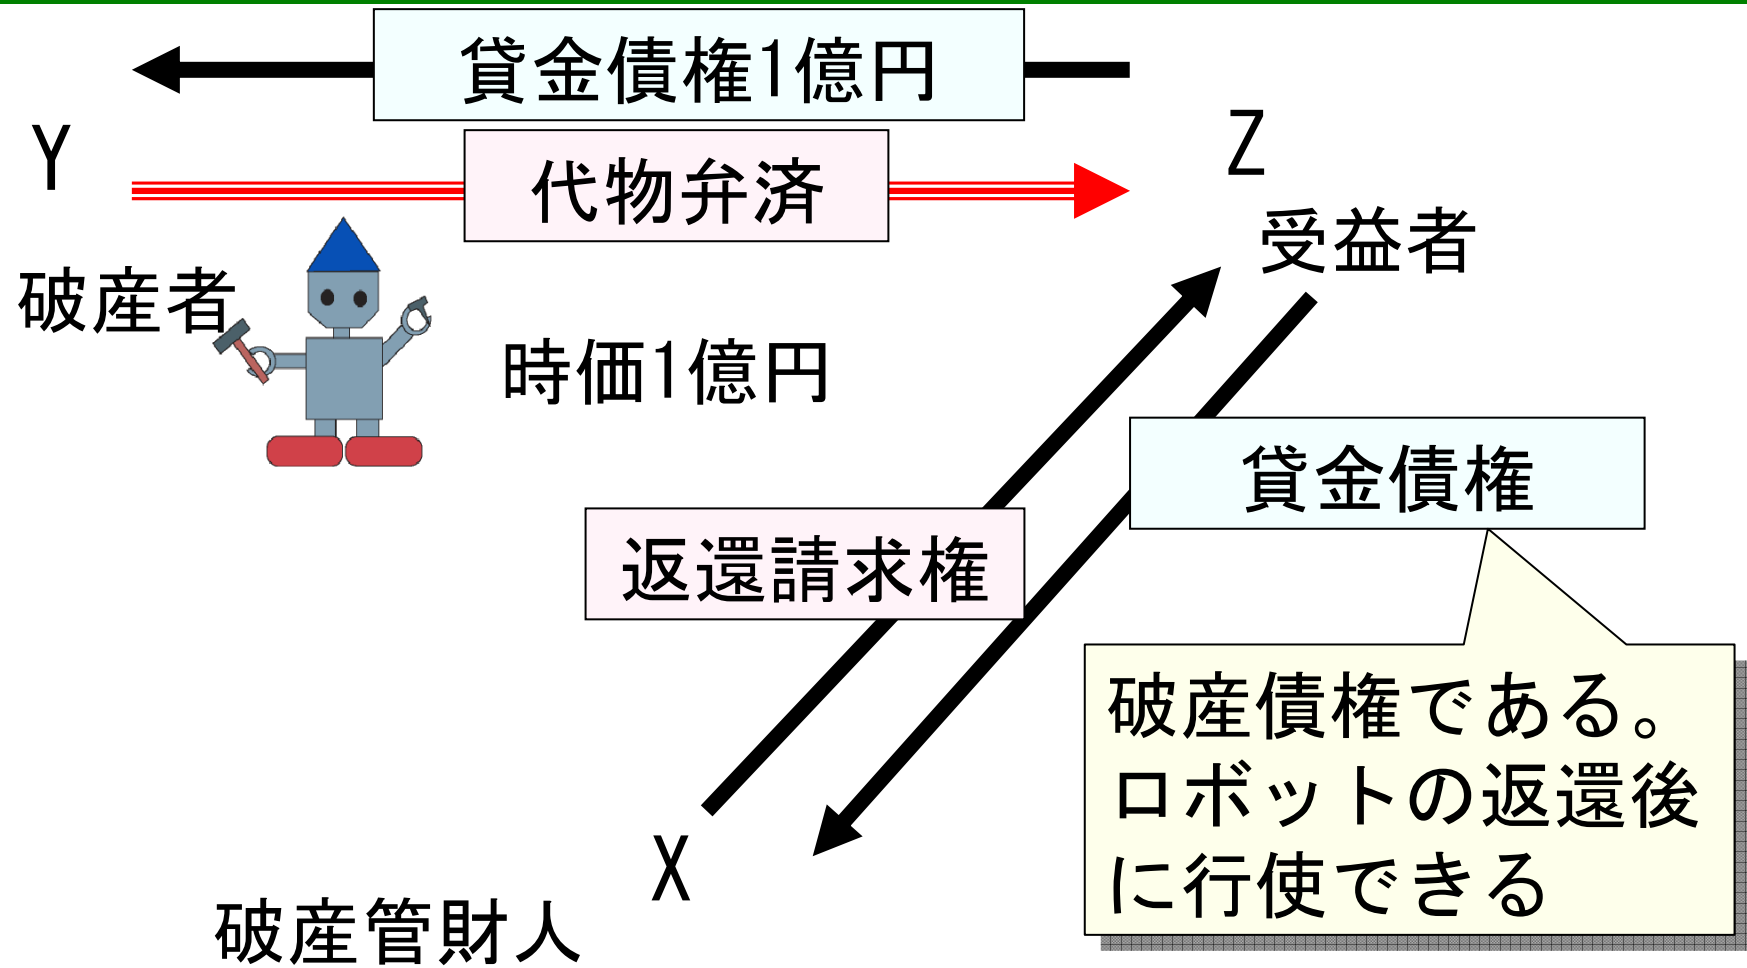 貸金債権1億円
Y
Z
代物弁済
受益者
破産者
時価1億円
貸金債権
返還請求権
破産債権である。
ロボットの返還後
に行使できる
X
破産管財人